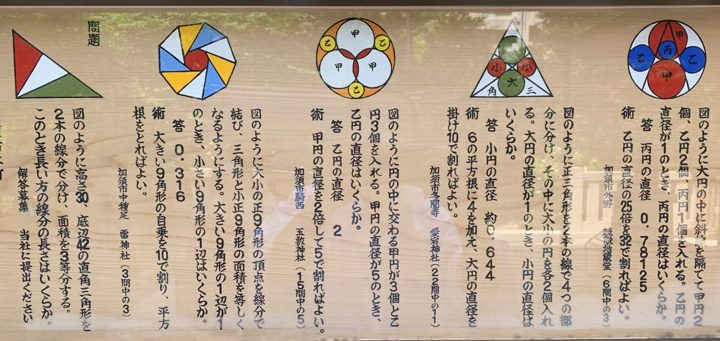 図のように大円の中に斜を隔て甲円2
個、乙円2個、丙円1個を入れる。乙円の
直径が1のとき、丙円の直径はいくらか。
答 丙円の直径 0.78125
術 乙円の直径の25倍を32で割ればよい。
(6問中の3)
甲
乙
丙
乙
甲
図のように正三角形を2本の線で4つの部
分に分け、その中に大小の円を各2個入れ
る。大円の直径が1のとき、小円の直径は
いくらか。
答 小円の直径 約0.644
術 6の平方根に4を加え、大円の直径を
掛け10で割ればよい。
加須市多聞寺 愛宕神社(22問中の11)
大
小
小
大
角
三
図のように円の中に交わる甲円が3個と乙
円3個を入れる。甲円の直径が5のとき、
乙円の直径はいくらか。
答 乙円の直径 2
術 甲円の直径を2倍して5で割ればよい。
加須市騎西 玉敷神社(15問中の5)
甲
乙
乙
甲
甲
乙
図のように大小の正9角形の頂点を線分で
結び、三角形と小正9角形の面積を等しく
なるようにする。大きい9角形の1辺が1
のとき、小さい9角形の1辺はいくらか。
答 0.316
術 大きい9角形の自乗を10で割り、平方
根をとればよい。
加須市中種足 雷神社(3問中の3)
問題
図のように高さ30、底辺42の直角三角形を
2本の線分で分け、面積を3等分する。
このとき長い方の線分の長さはいくらか。
解答募集 当社に提出ください